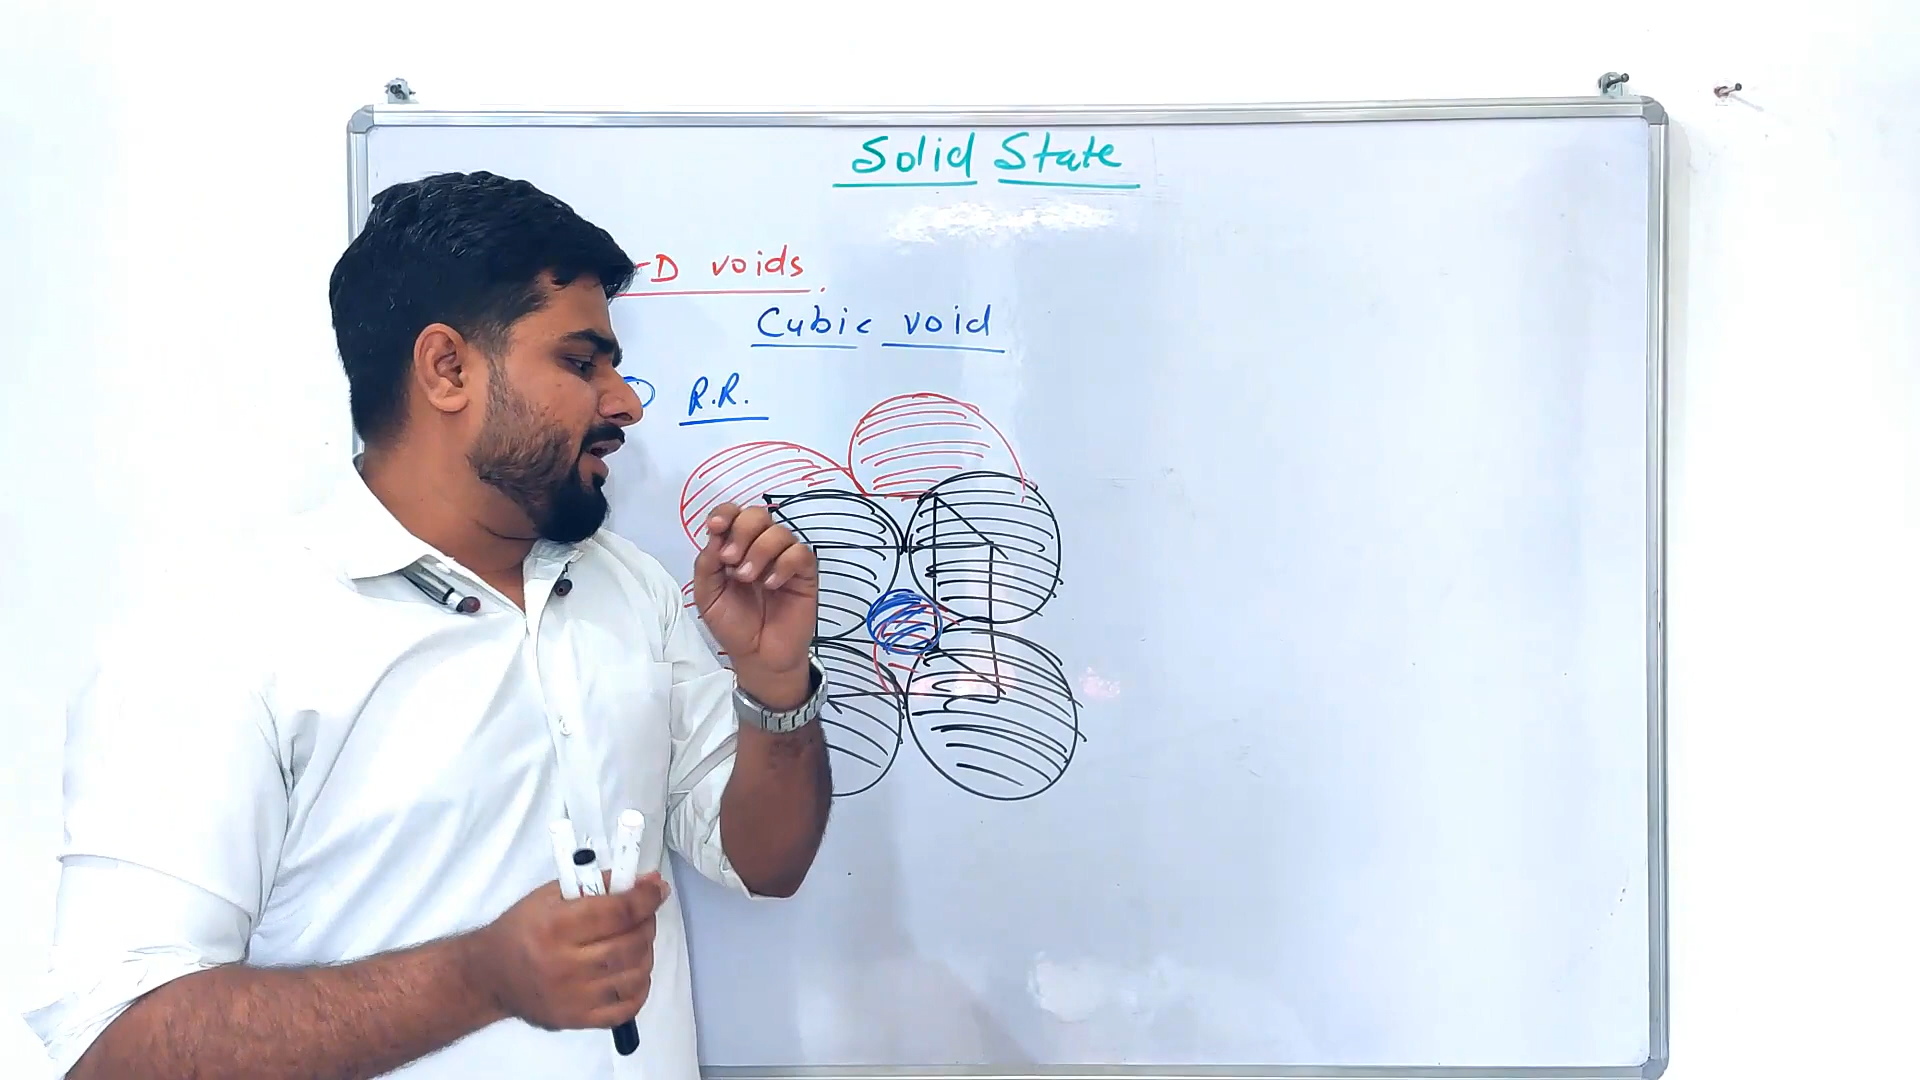 Solid State
-D voids
Cubic void
R.R.